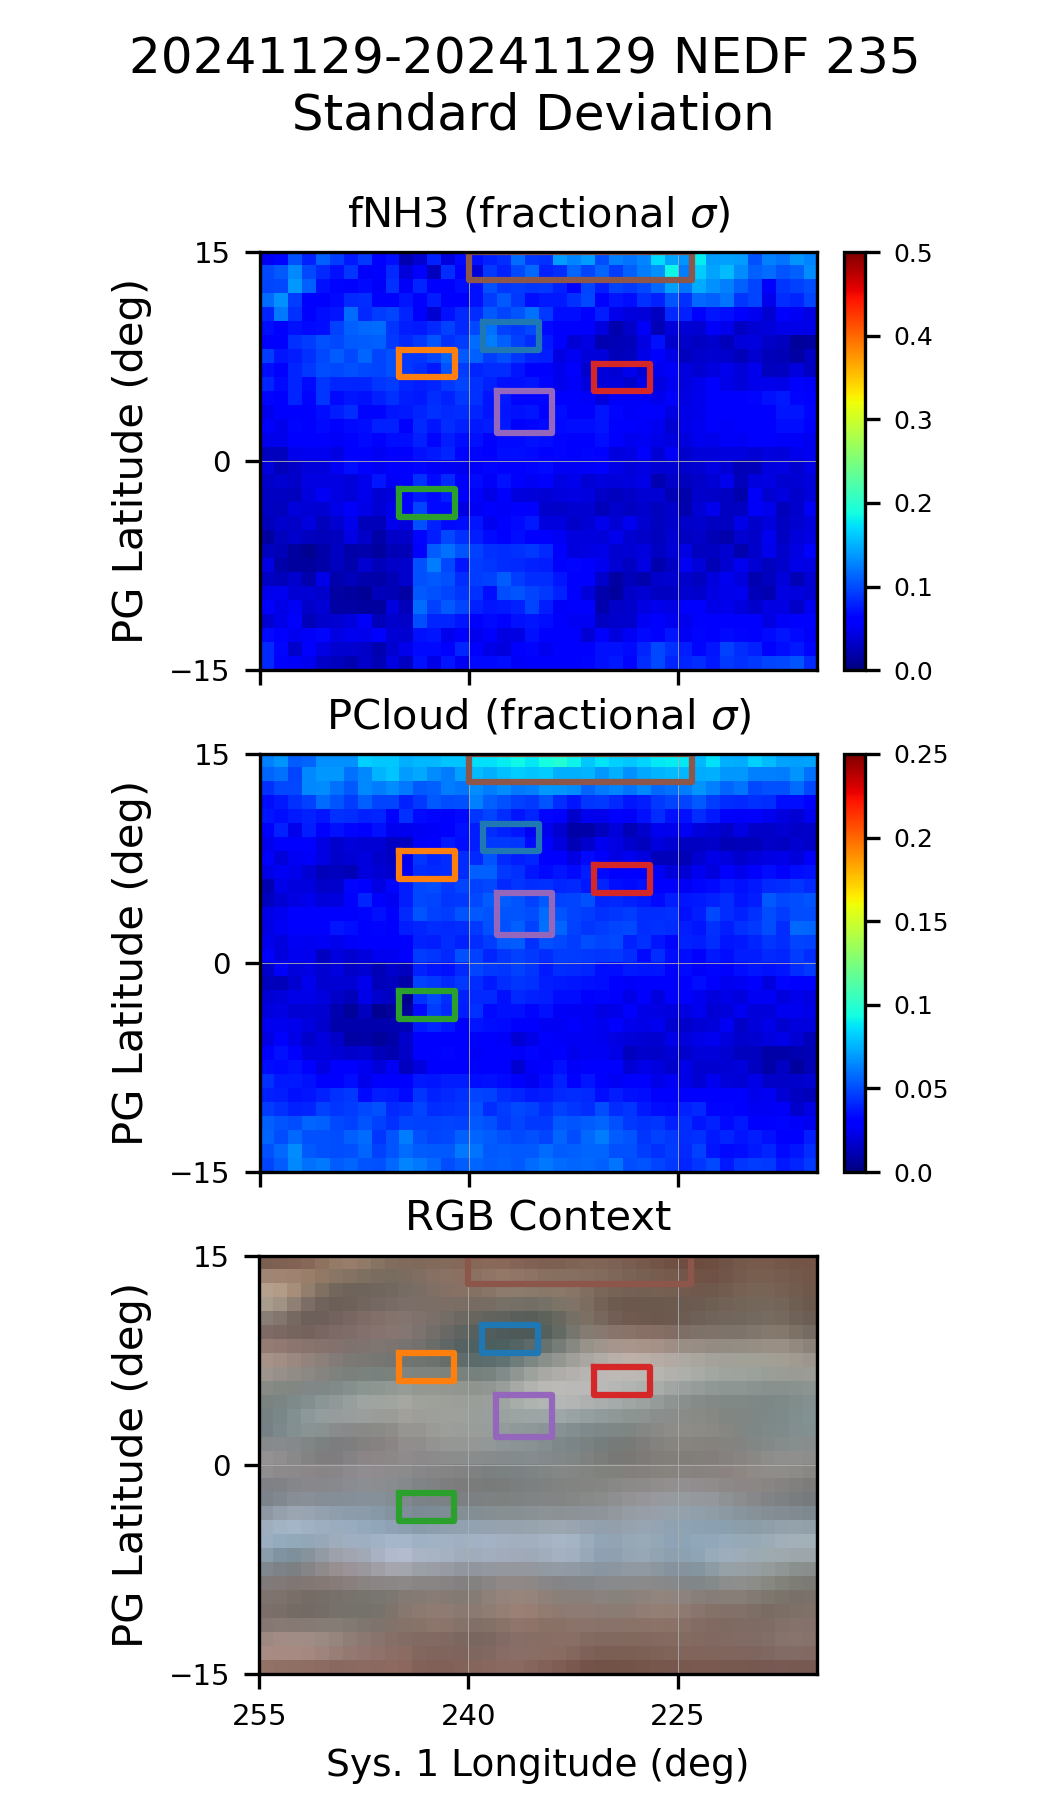 20241129-20241129 NEDF 235
Standard Deviation
fNH3 (fractional σ)
15
0
−15
PG Latitude (deg)
0.5
0.4
0.3
0.2
0.1
0.0
PCloud (fractional σ)
15
0
−15
PG Latitude (deg)
0.25
0.2
0.15
0.1
0.05
0.0
RGB Context
15
0
−15
PG Latitude (deg)
255 240 225
Sys. 1 Longitude (deg)